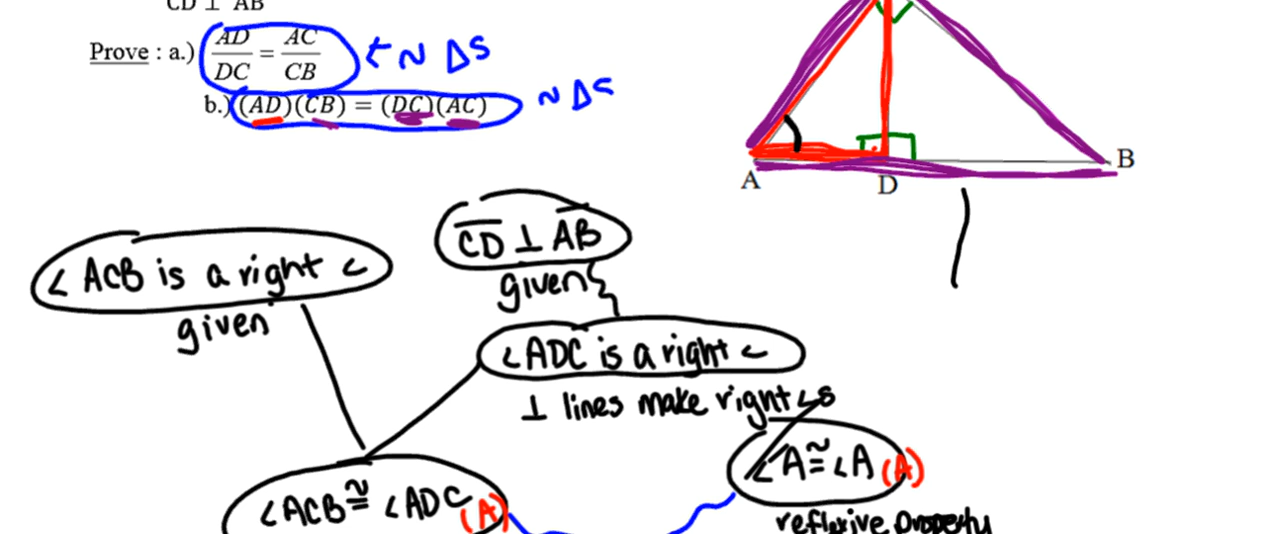 CD ⊥ AB
Prove : a.) AD/DC = AC/CB ← ~ Δs
b.) (AD)(CB) = (DC)(AC) ~ Δs
A
D
B
CD ⊥ AB
given
∠ ACB is a right ∠
given
∠ADC is a right ∠
⊥ lines make right ∠s
∠A ≅ ∠A (A)
reflexive Property
∠ACB ≅ ∠ADC (A)